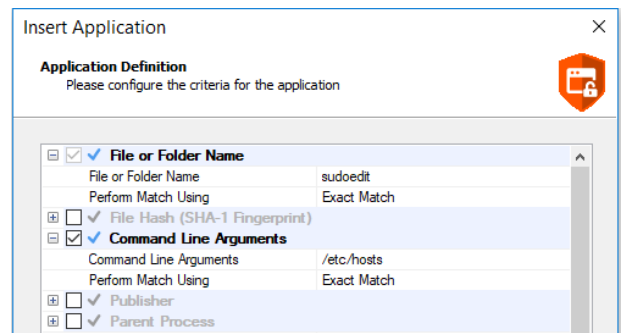 Insert Application
Application Definition
Please configure the criteria for the application
File or Folder Name
File or Folder Name sudoedit
Perform Match Using Exact Match
File Hash (SHA-1 Fingerprint)
Command Line Arguments
Command Line Arguments /etc/hosts
Perform Match Using Exact Match
Publisher
Parent Process